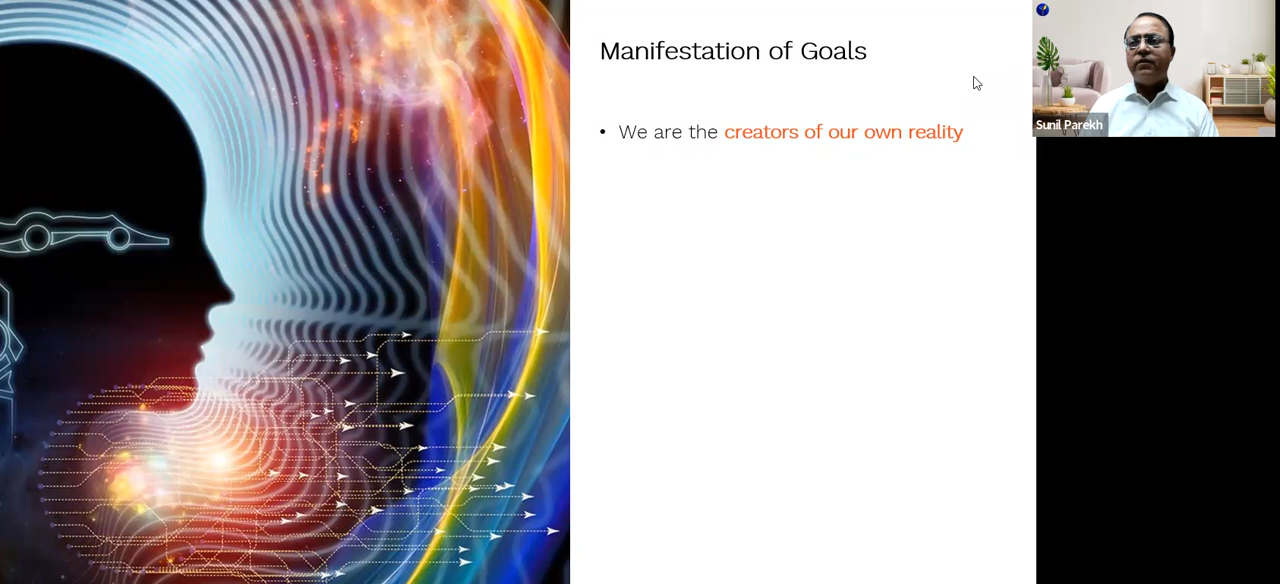 Manifestation of Goals
• We are the creators of our own reality
Sunil Parekh